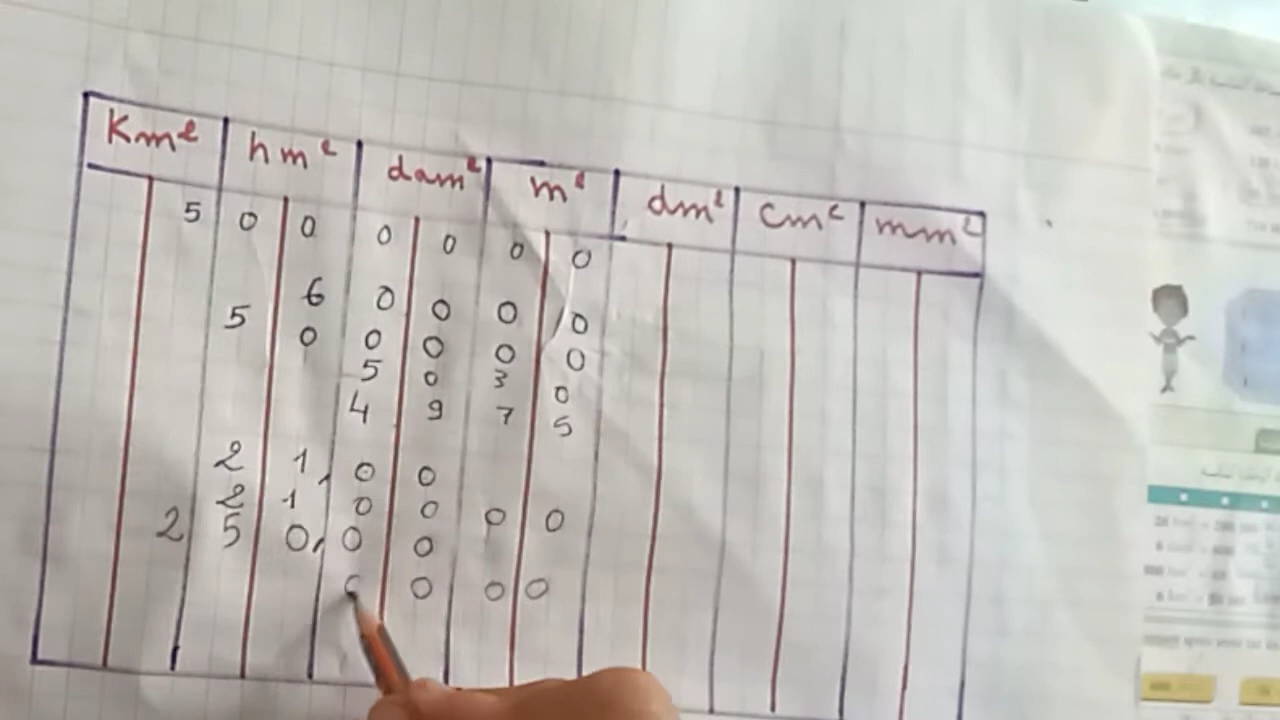 Km² hm² dam² m² dm² cm² mm²
5 0 0 0 0 0 0
6 0 0 0 0
5 0 0 0 0 0
5 0 3 0
4 9 7 5
2 1, 0 0
2 1 0 0 0 0
2 5 0, 0 0
0 0 0